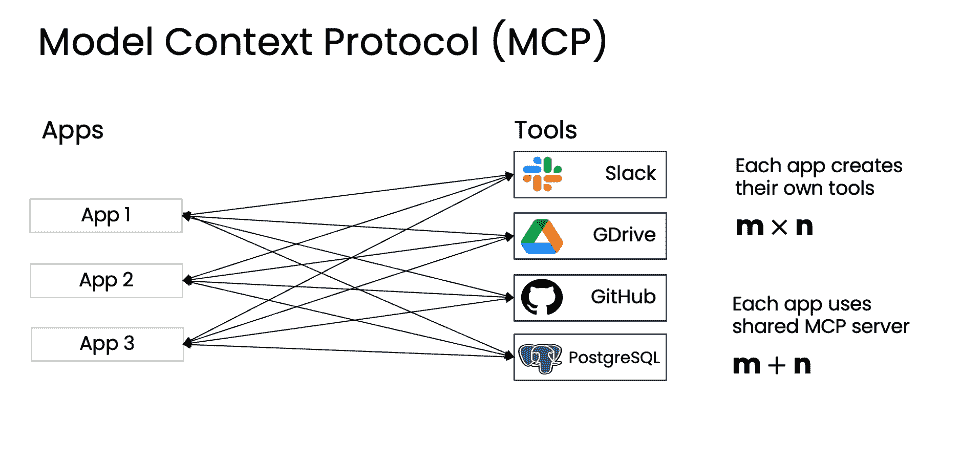 Model Context Protocol (MCP)
Apps
Tools
App 1
App 2
App 3
Slack
GDrive
GitHub
PostgreSQL
Each app creates
their own tools
m × n
Each app uses
shared MCP server
m + n